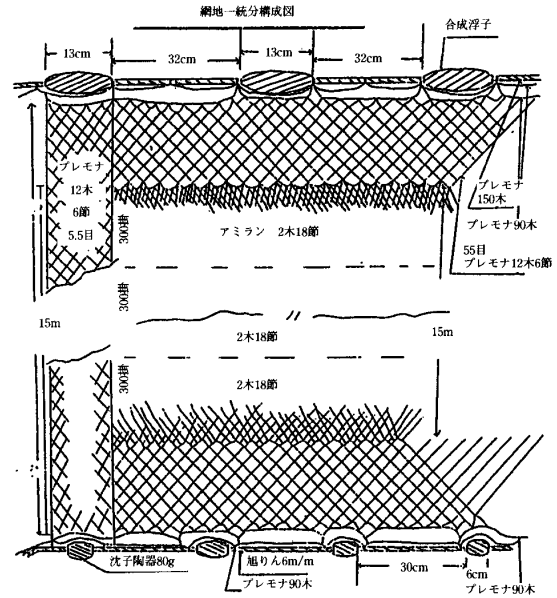 網地一統分構成図
合成浮子
13cm
32cm
13cm
32cm
プレモナ
12木
6節
5.5目
プレモナ
150木
プレモナ90木
アミラン 2木18節
300掛
55目
プレモナ12木6節
300掛
15m
15m
2木18節
300掛
2木18節
沈子陶器80g
旭りん6m/m
プレモナ90木
30cm
6cm
プレモナ90木